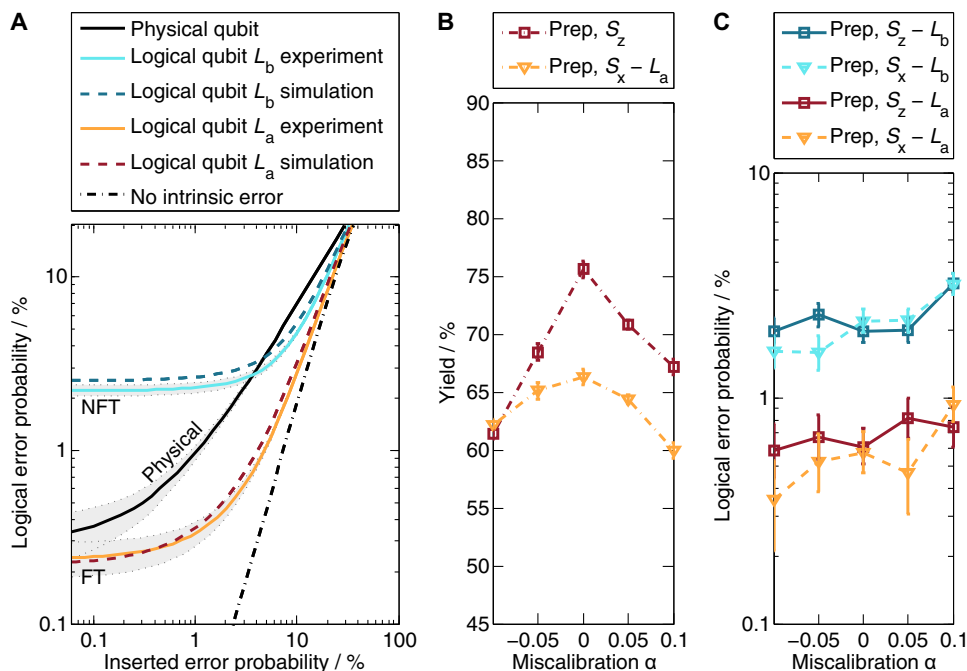 A
Physical qubit
Logical qubit L_b experiment
Logical qubit L_b simulation
Logical qubit L_a experiment
Logical qubit L_a simulation
No intrinsic error
Logical error probability / %
10
1
0.1
NFT
Physical
FT
0.1 1 10 100
Inserted error probability / %
B
Prep, S_z
Prep, S_x – L_a
Yield / %
90
85
80
75
70
65
60
55
50
45
−0.05 0 0.05 0.1
Miscalibration α
C
Prep, S_z – L_b
Prep, S_x – L_b
Prep, S_z – L_a
Prep, S_x – L_a
Logical error probability / %
10
1
0.1
−0.05 0 0.05 0.1
Miscalibration α